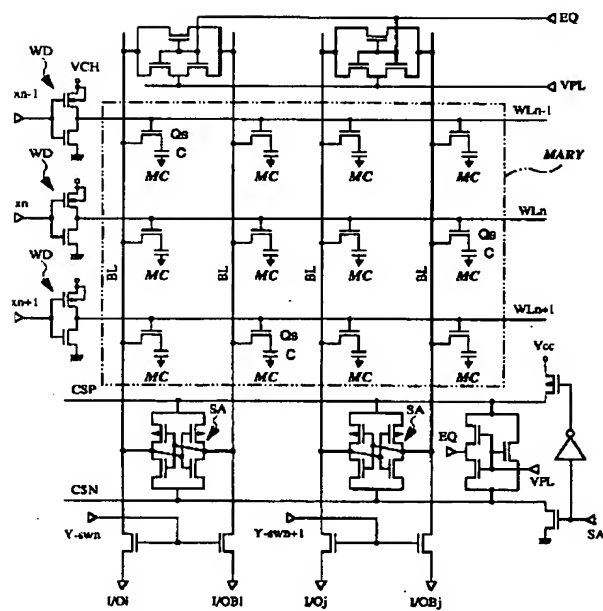 EQ
WD
VCH
VPL
xn-1
WLn-1
Qs
C
MARY
MC MC MC MC
WD
xn
WLn
Qs
C
BL BL BL BL
MC MC MC MC
WD
xn+1
WLn+1
Qs
C
Vcc
MC MC MC MC
CSP
SA SA
EQ
VPL
CSN
Y-swn Y-swn+1
SA
I/Oi I/OBi I/Oj I/OBj